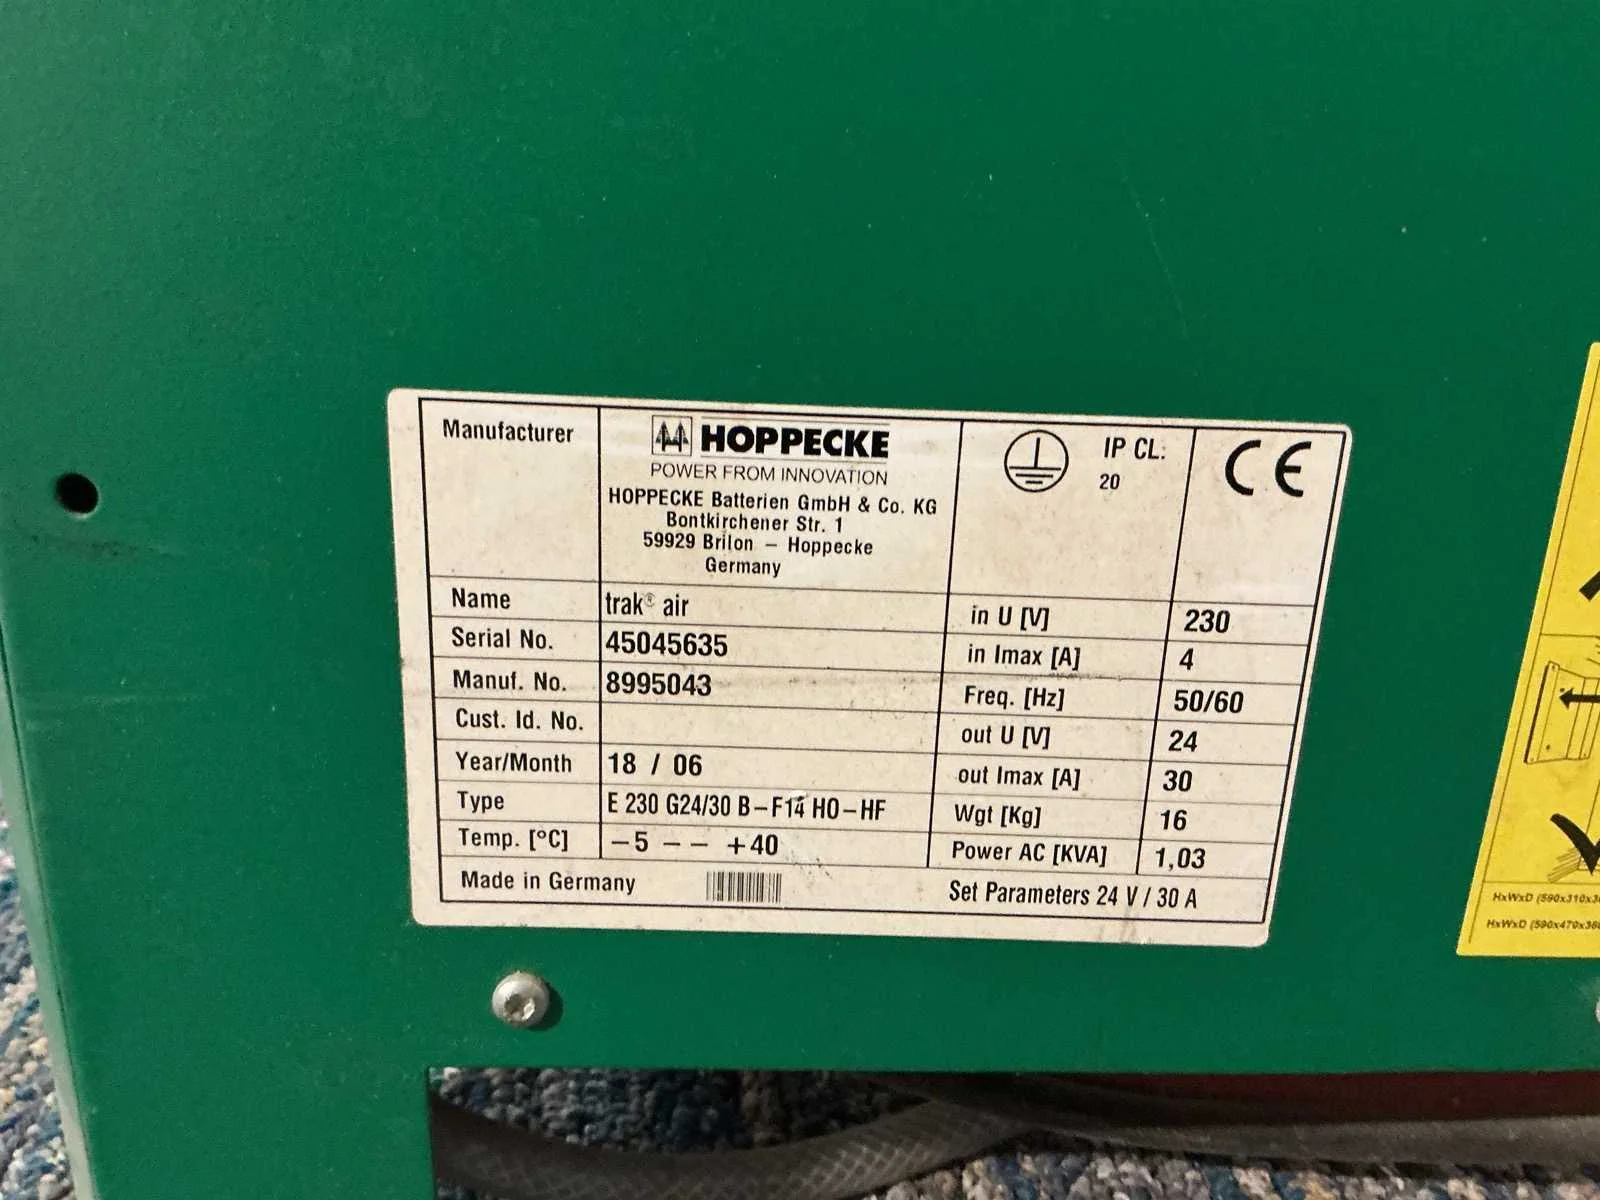 Manufacturer
HOPPECKE
POWER FROM INNOVATION
HOPPECKE Batterien GmbH & Co. KG
Bontkirchener Str. 1
59929 Brilon – Hoppecke
Germany
IP CL:
20
CE
Name trak® air
Serial No. 45045635
Manuf. No. 8995043
Cust. Id. No.
Year/Month 18 / 06
Type E 230 G24/30 B–F14 HO–HF
Temp. [°C] –5 – – +40
in U [V] 230
in Imax [A] 4
Freq. [Hz] 50/60
out U [V] 24
out Imax [A] 30
Wgt [Kg] 16
Power AC [KVA] 1,03
Made in Germany
Set Parameters 24 V / 30 A
HxWxD (590x310x3
HxWxD (590x470x36